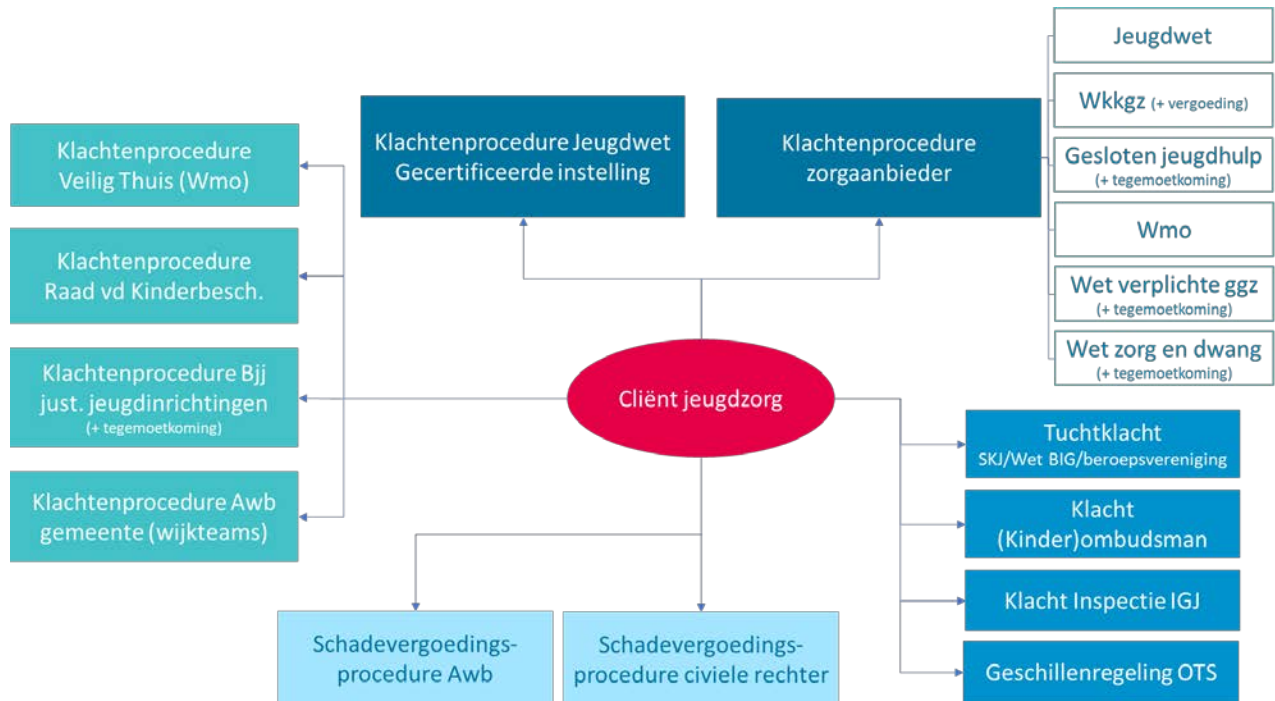 Klachtenprocedure
Veilig Thuis (Wmo)
Klachtenprocedure
Raad vd Kinderbesch.
Klachtenprocedure Bjj
just. jeugdinrichtingen
(+ tegemoetkoming)
Klachtenprocedure Awb
gemeente (wijkteams)
Klachtenprocedure Jeugdwet
Gecertificeerde instelling
Klachtenprocedure
zorgaanbieder
Jeugdwet
Wkkgz (+ vergoeding)
Gesloten jeugdhulp
(+ tegemoetkoming)
Wmo
Wet verplichte ggz
(+ tegemoetkoming)
Wet zorg en dwang
(+ tegemoetkoming)
Cliënt jeugdzorg
Tuchtklacht
SKJ/Wet BIG/beroepsvereniging
Klacht
(Kinder)ombudsman
Klacht Inspectie IGJ
Geschillenregeling OTS
Schadevergoedings-
procedure Awb
Schadevergoedings-
procedure civiele rechter